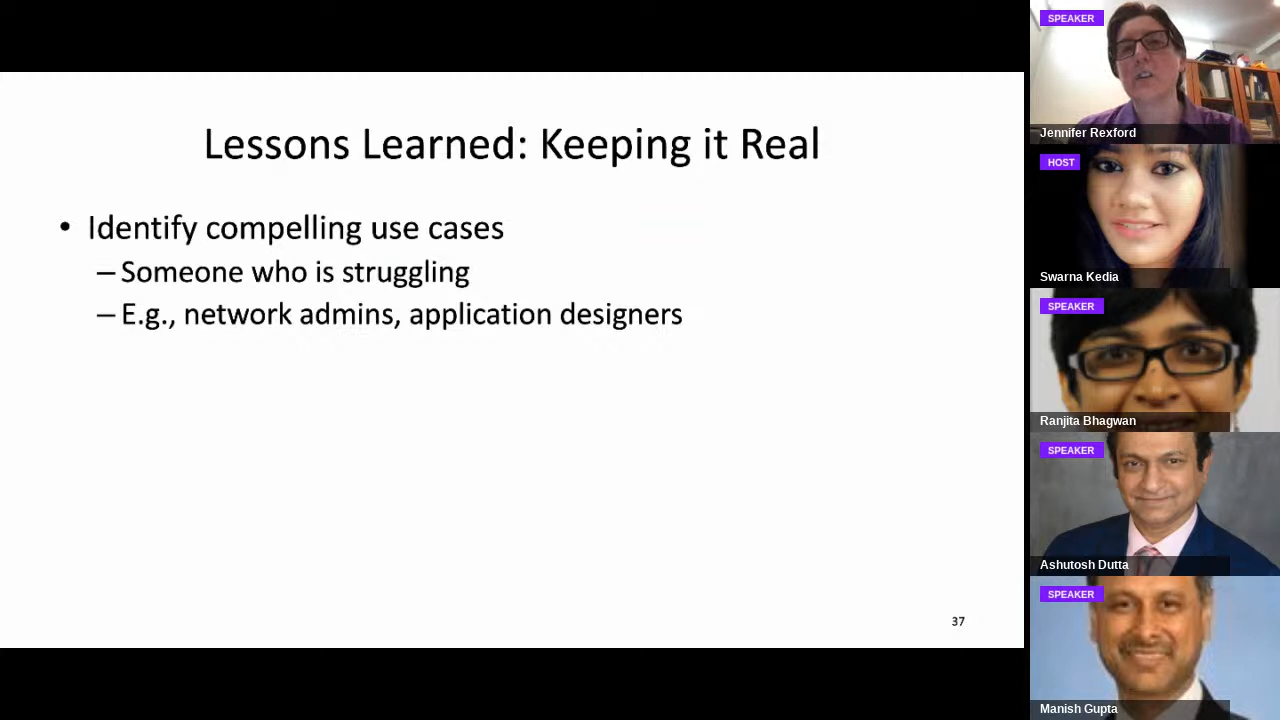 Lessons Learned: Keeping it Real
• Identify compelling use cases
– Someone who is struggling
– E.g., network admins, application designers
37
SPEAKER
Jennifer Rexford
HOST
Swarna Kedia
SPEAKER
Ranjita Bhagwan
SPEAKER
Ashutosh Dutta
SPEAKER
Manish Gupta